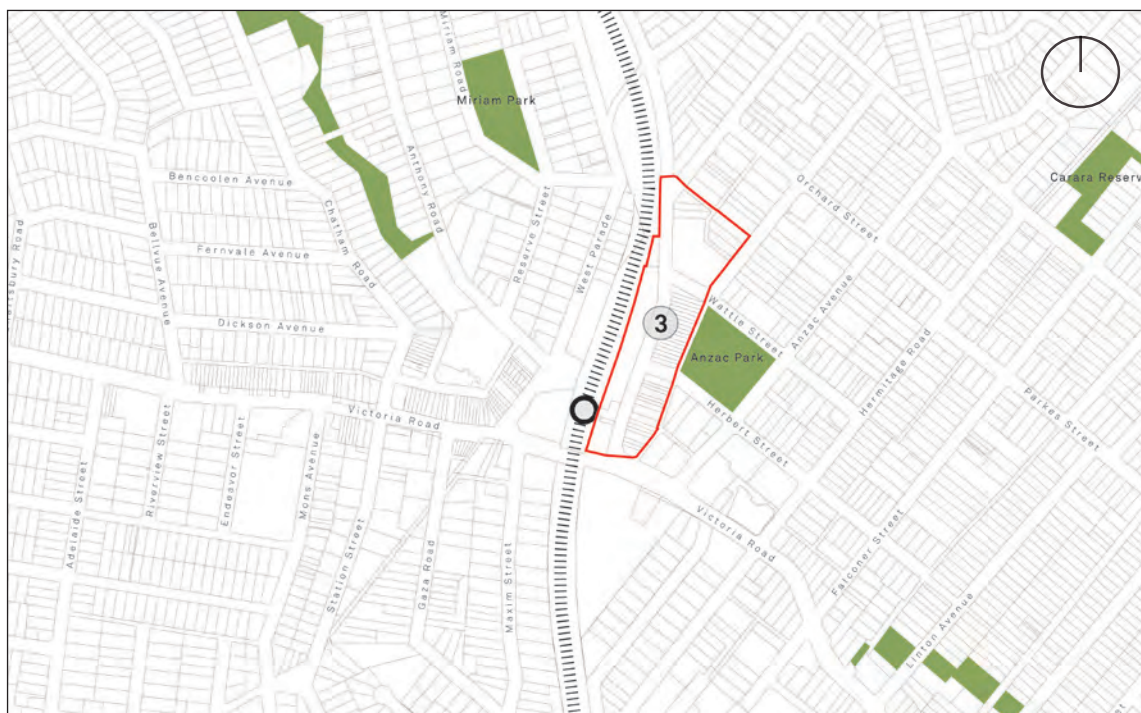 Miriam Road
Miriam Park
Anthony Road
Bencoolen Avenue
Chatham Road
Bellvue Avenue
Fernvale Avenue
Dickson Avenue
Reserve Street
West Parade
Orchard Street
Carara Reserv
3
Wattle Street
Anzac Avenue
Anzac Park
Hermitage Road
Parkes Street
Herbert Street
Victoria Road
Riverview Street
Endeavor Street
Adelaide Street
Mons Avenue
Station Street
Gaza Road
Maxim Street
Victoria Road
Falconer Street
Linton Avenue